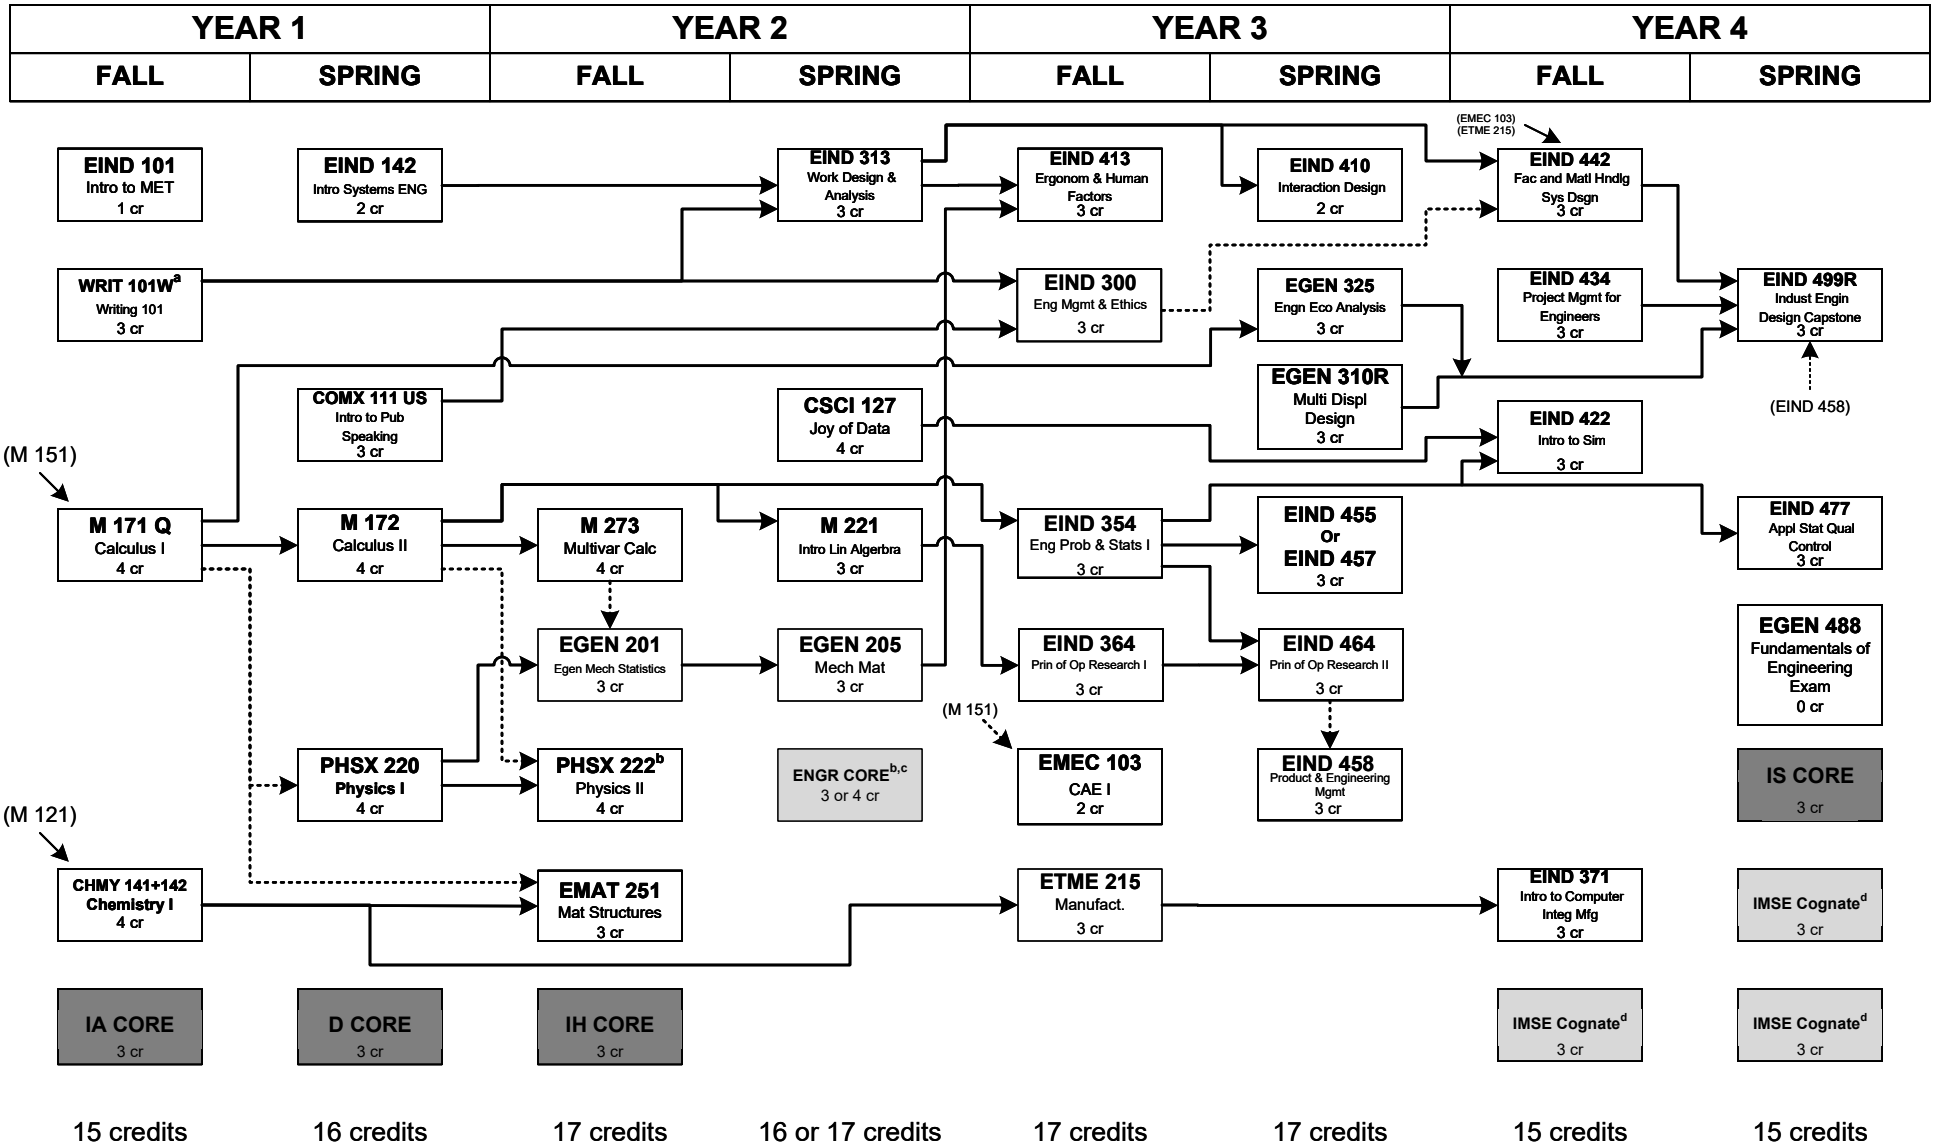 YEAR 1
YEAR 2
YEAR 3
YEAR 4
FALL
SPRING
FALL
SPRING
FALL
SPRING
FALL
SPRING
(EMEC 103)
(ETME 215)
EIND 101
Intro to MET
1 cr
EIND 142
Intro Systems ENG
2 cr
EIND 313
Work Design &
Analysis
3 cr
EIND 413
Ergonom & Human
Factors
3 cr
EIND 410
Interaction Design
2 cr
EIND 442
Fac and Matl Hndlg
Sys Dsgn
3 cr
WRIT 101Wa
Writing 101
3 cr
EIND 300
Eng Mgmt & Ethics
3 cr
EGEN 325
Engn Eco Analysis
3 cr
EIND 434
Project Mgmt for
Engineers
3 cr
EIND 499R
Indust Engin
Design Capstone
3 cr
(EIND 458)
COMX 111 US
Intro to Pub
Speaking
3 cr
CSCI 127
Joy of Data
4 cr
EGEN 310R
Multi Displ
Design
3 cr
EIND 422
Intro to Sim
3 cr
(M 151)
M 171 Q
Calculus I
4 cr
M 172
Calculus II
4 cr
M 273
Multivar Calc
4 cr
M 221
Intro Lin Algerbra
3 cr
EIND 354
Eng Prob & Stats I
3 cr
EIND 455
Or
EIND 457
3 cr
EIND 477
Appl Stat Qual
Control
3 cr
EGEN 201
Egen Mech Statistics
3 cr
EGEN 205
Mech Mat
3 cr
EIND 364
Prin of Op Research I
3 cr
EIND 464
Prin of Op Research II
3 cr
EGEN 488
Fundamentals of
Engineering
Exam
0 cr
(M 151)
PHSX 220
Physics I
4 cr
PHSX 222b
Physics II
4 cr
ENGR COREb,c
3 or 4 cr
EMEC 103
CAE I
2 cr
EIND 458
Product & Engineering
Mgmt
3 cr
IS CORE
3 cr
(M 121)
CHMY 141+142
Chemistry I
4 cr
EMAT 251
Mat Structures
3 cr
ETME 215
Manufact.
3 cr
EIND 371
Intro to Computer
Integ Mfg
3 cr
IMSE Cognated
3 cr
IA CORE
3 cr
D CORE
3 cr
IH CORE
3 cr
IMSE Cognated
3 cr
IMSE Cognated
3 cr
15 credits
16 credits
17 credits
16 or 17 credits
17 credits
17 credits
15 credits
15 credits